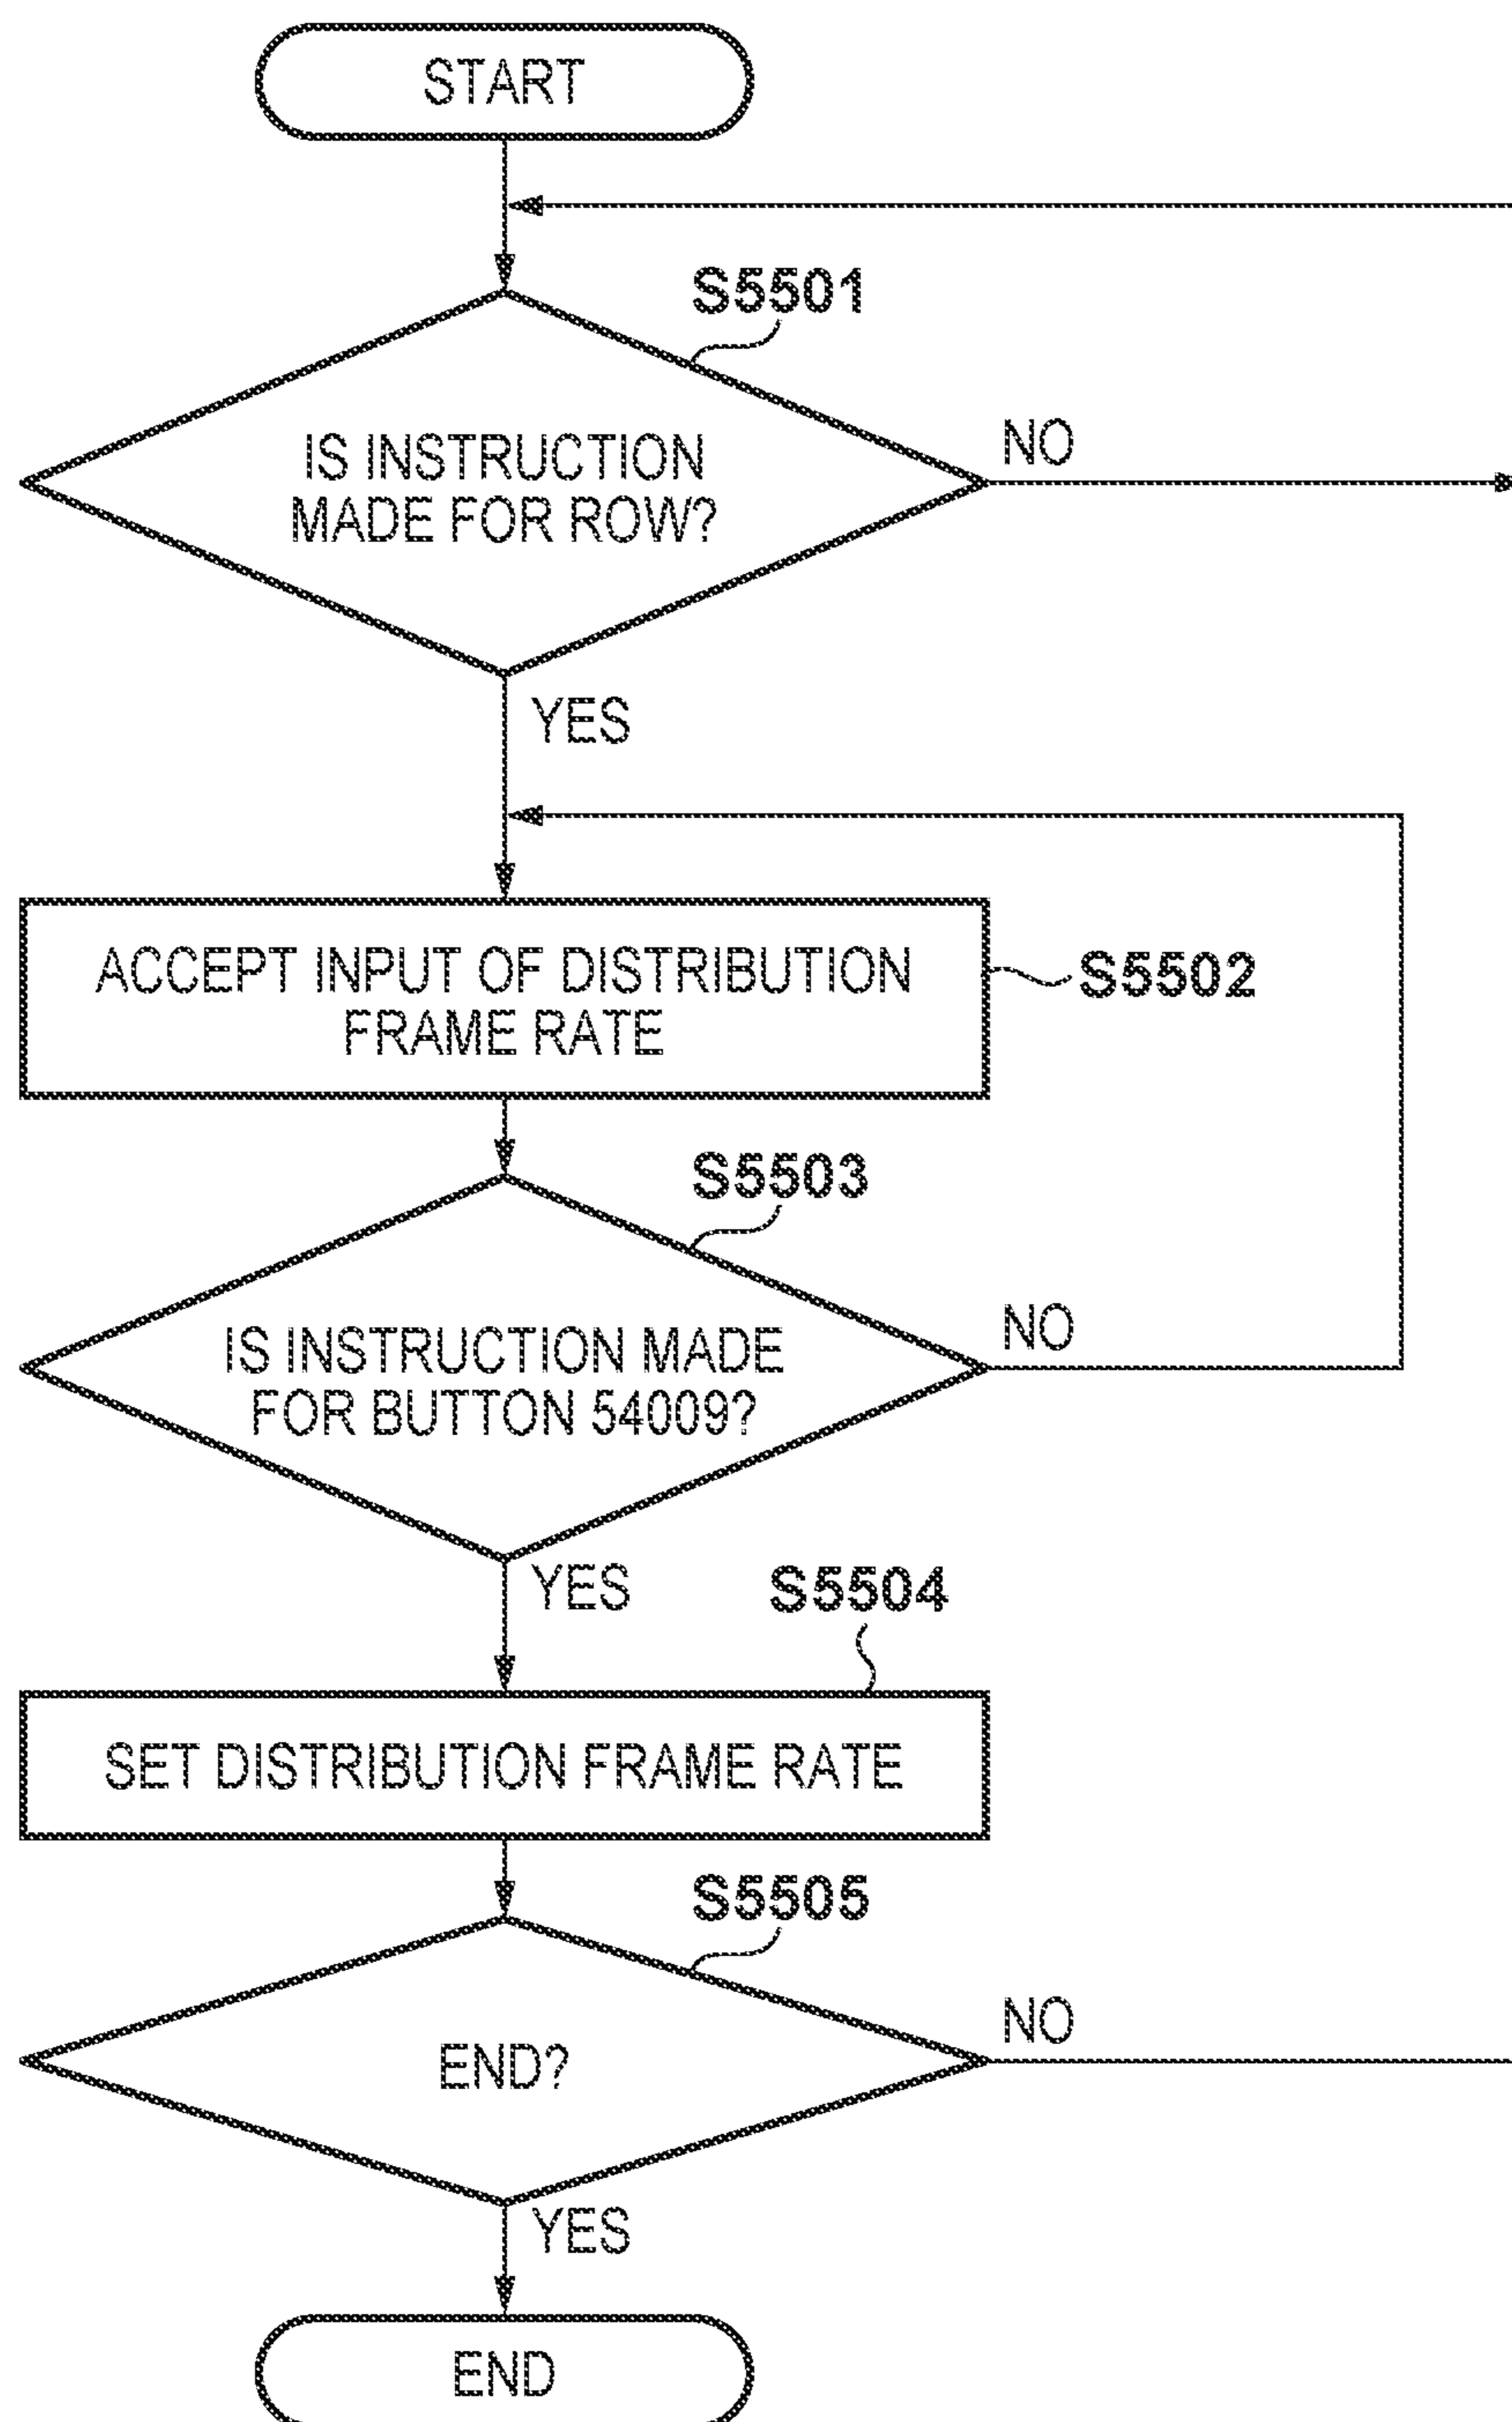 START
S5501
IS INSTRUCTION
MADE FOR ROW?
NO
YES
ACCEPT INPUT OF DISTRIBUTION
FRAME RATE
S5502
S5503
IS INSTRUCTION MADE
FOR BUTTON 54009?
NO
YES
S5504
SET DISTRIBUTION FRAME RATE
S5505
END?
NO
YES
END